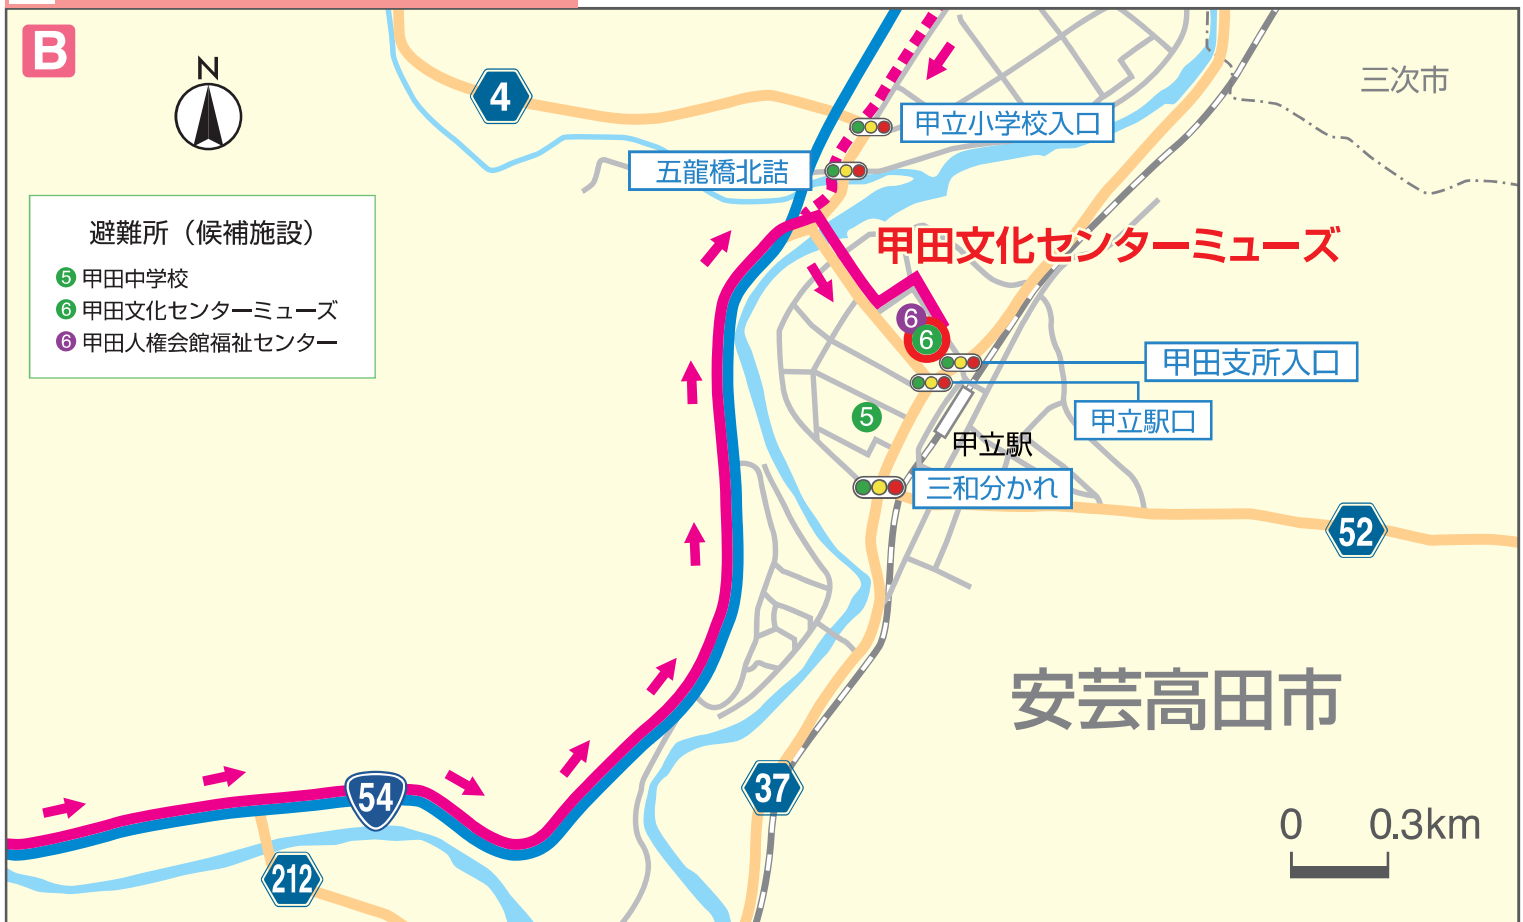 B
N
4
三次市
甲立小学校入口
五龍橋北詰
避難所（候補施設）
5 甲田中学校
6 甲田文化センターミューズ
6 甲田人権会館福祉センター
甲田文化センターミューズ
6
6
甲田支所入口
甲立駅口
5
甲立駅
三和分かれ
52
安芸高田市
54
37
212
0 0.3km